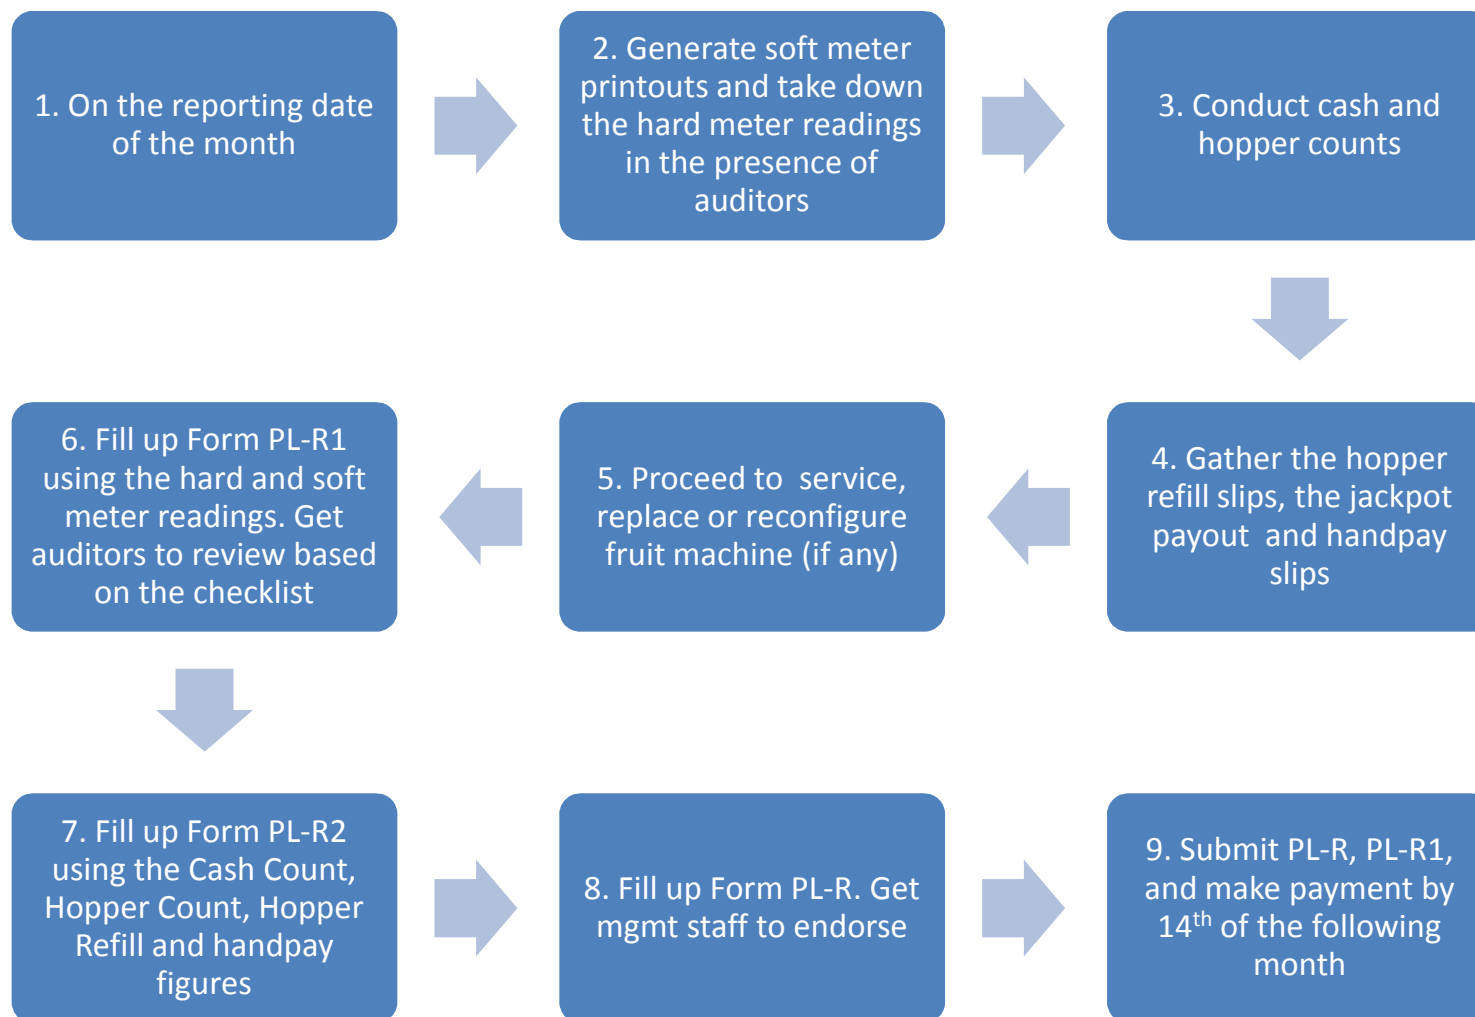 1. On the reporting date
of the month
2. Generate soft meter
printouts and take down
the hard meter readings
in the presence of
auditors
3. Conduct cash and
hopper counts
4. Gather the hopper
refill slips, the jackpot
payout and handpay
slips
5. Proceed to service,
replace or reconfigure
fruit machine (if any)
6. Fill up Form PL-R1
using the hard and soft
meter readings. Get
auditors to review based
on the checklist
7. Fill up Form PL-R2
using the Cash Count,
Hopper Count, Hopper
Refill and handpay
figures
8. Fill up Form PL-R. Get
mgmt staff to endorse
9. Submit PL-R, PL-R1,
and make payment by
14th of the following
month